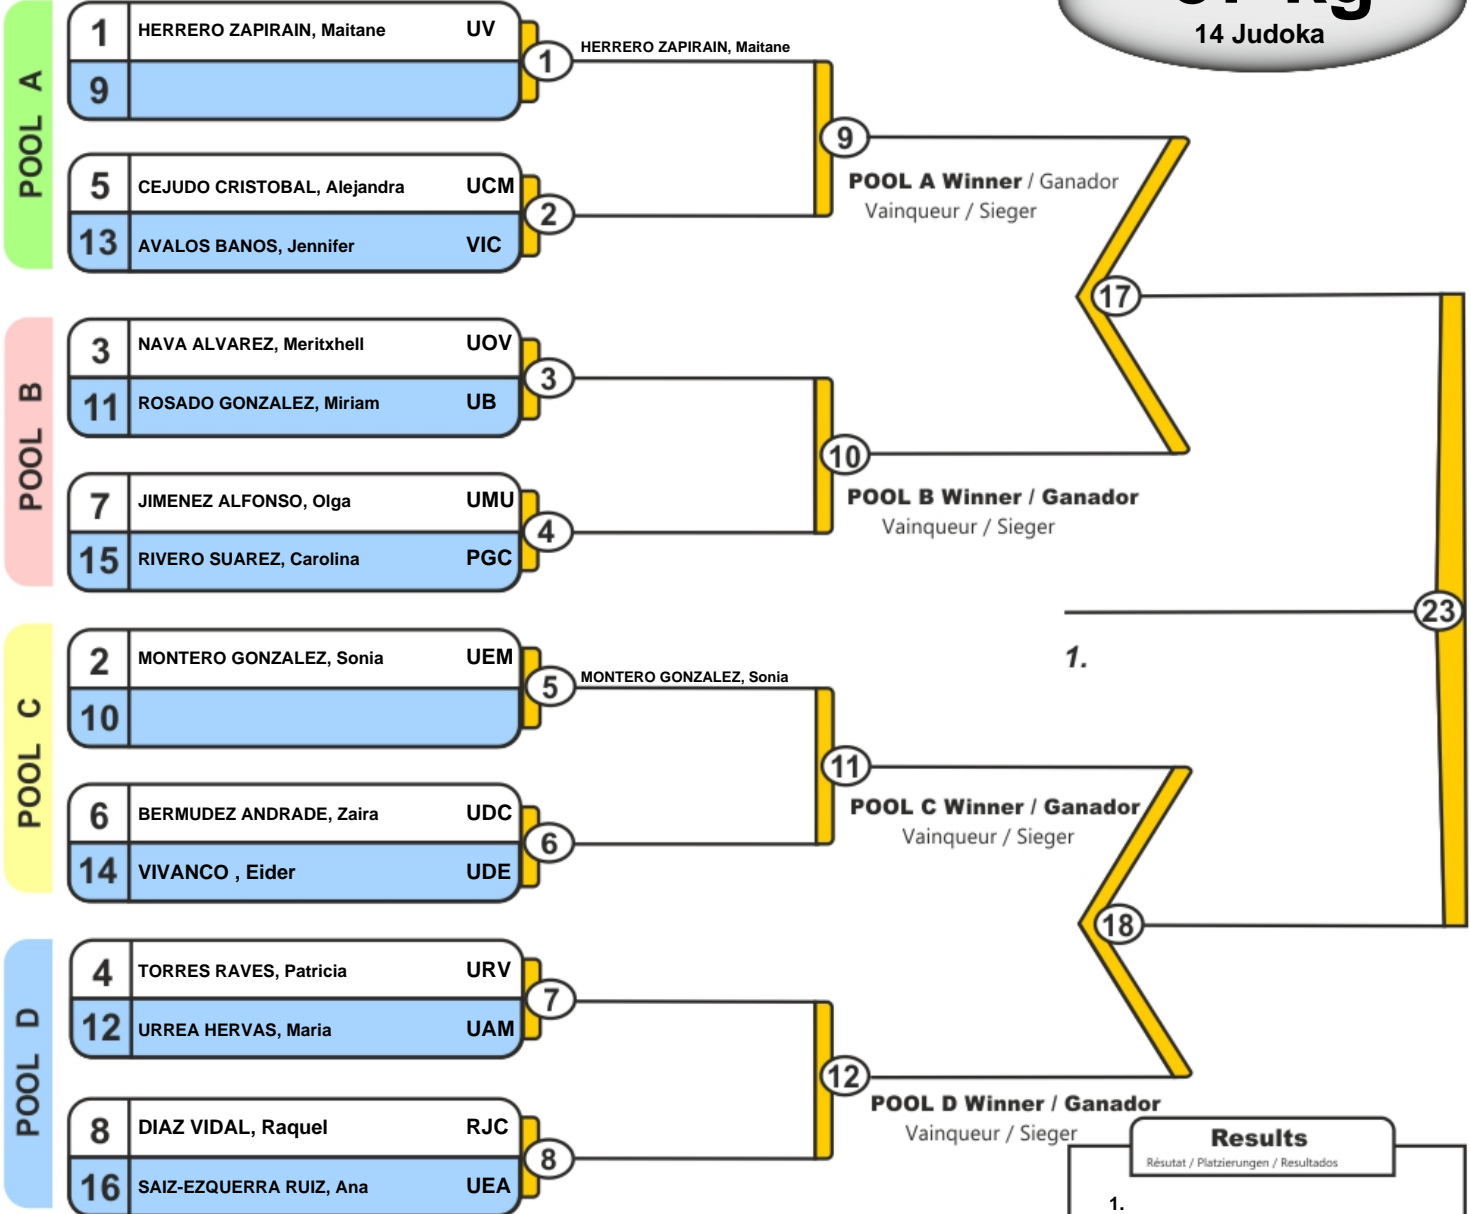 14 Judoka
POOL A
1 HERRERO ZAPIRAIN, Maitane UV
9
1
HERRERO ZAPIRAIN, Maitane
5 CEJUDO CRISTOBAL, Alejandra UCM
13 AVALOS BANOS, Jennifer VIC
2
9
POOL A Winner / Ganador
Vainqueur / Sieger
17
POOL B
3 NAVA ALVAREZ, Meritxhell UOV
11 ROSADO GONZALEZ, Miriam UB
3
7 JIMENEZ ALFONSO, Olga UMU
15 RIVERO SUAREZ, Carolina PGC
4
10
POOL B Winner / Ganador
Vainqueur / Sieger
23
1.
POOL C
2 MONTERO GONZALEZ, Sonia UEM
10
5
MONTERO GONZALEZ, Sonia
6 BERMUDEZ ANDRADE, Zaira UDC
14 VIVANCO , Eider UDE
6
11
POOL C Winner / Ganador
Vainqueur / Sieger
18
POOL D
4 TORRES RAVES, Patricia URV
12 URREA HERVAS, Maria UAM
7
8 DIAZ VIDAL, Raquel RJC
16 SAIZ-EZQUERRA RUIZ, Ana UEA
8
12
POOL D Winner / Ganador
Vainqueur / Sieger
Results
Résutat / Platzierungen / Resultados
1.